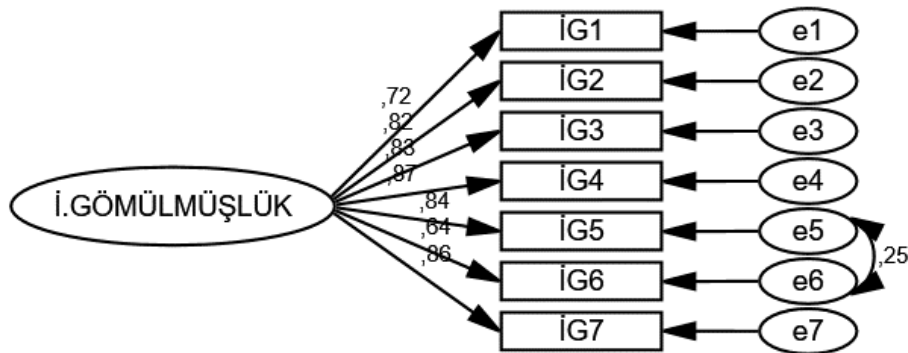 İG1
e1
İG2
e2
İG3
e3
İG4
e4
İG5
e5
İG6
e6
İG7
e7
İ.GÖMÜLMÜŞLÜK
,72
,82
,83
,87
,84
,64
,86
,25